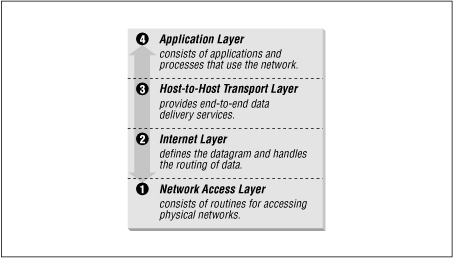 4 Application Layer
consists of applications and
processes that use the network.
3 Host-to-Host Transport Layer
provides end-to-end data
delivery services.
2 Internet Layer
defines the datagram and handles
the routing of data.
1 Network Access Layer
consists of routines for accessing
physical networks.